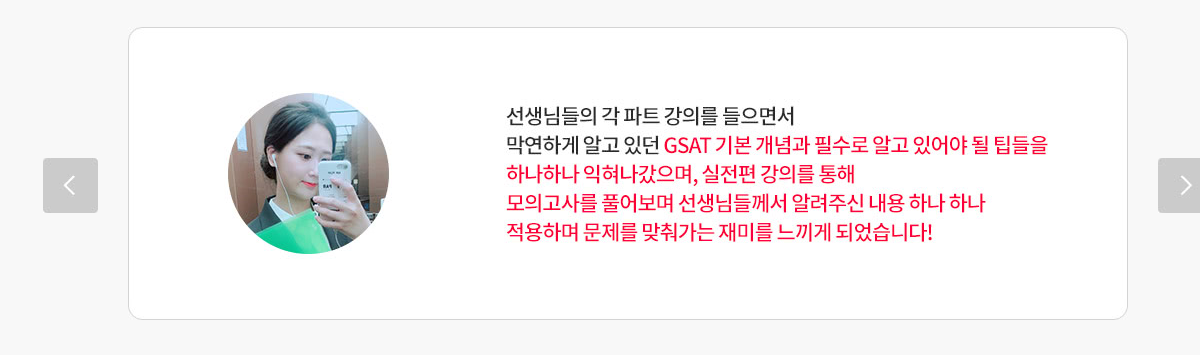 선생님들의 각 파트 강의를 들으면서
막연하게 알고 있던 GSAT 기본 개념과 필수로 알고 있어야 될 팁들을
하나하나 익혀나갔으며, 실전편 강의를 통해
모의고사를 풀어보며 선생님들께서 알려주신 내용 하나 하나
적용하며 문제를 맞춰가는 재미를 느끼게 되었습니다!